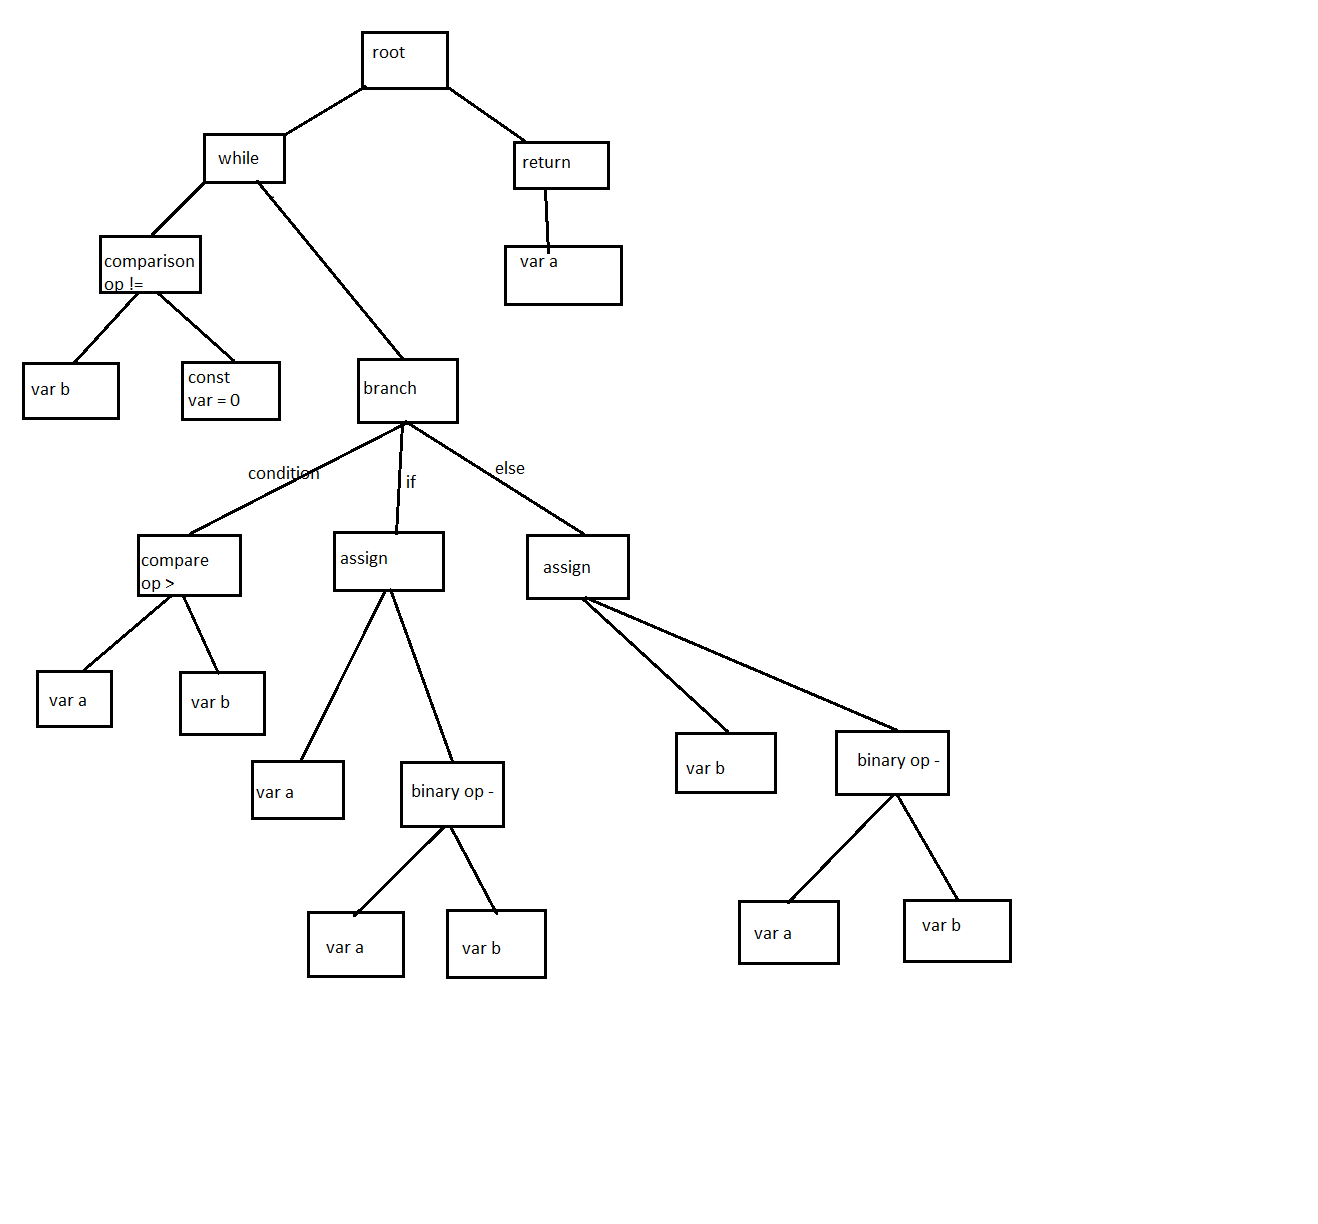 root
while
return
comparison
op !=
var a
var b
const
var = 0
branch
condition
if
else
compare
op >
assign
assign
var a
var b
var a
binary op -
var b
binary op -
var a
var b
var a
var b